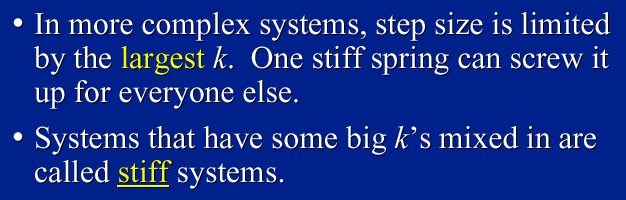 • In more complex systems, step size is limited
by the largest k.  One stiff spring can screw it
up for everyone else.
• Systems that have some big k's mixed in are
called stiff systems.